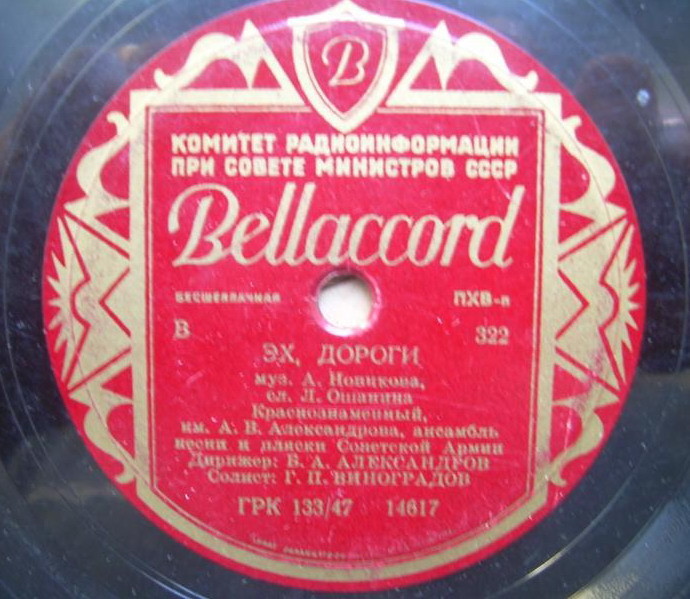 B
КОМИТЕТ РАДИОИНФОРМАЦИИ
ПРИ СОВЕТЕ МИНИСТРОВ СССР
Bellaccord
БЕСШЕЛЛАЧНАЯ ПХВ-п
В 322
ЭХ, ДОРОГИ
муз. А. Новикова,
сл. Л. Ошанина
Краснознаменный,
им. А. В. Александрова, ансамбль
песни и пляски Советской Армии
Дирижер: Б. А. АЛЕКСАНДРОВ
Солист: Г. П. ВИНОГРАДОВ
ГРК 133/47 14617